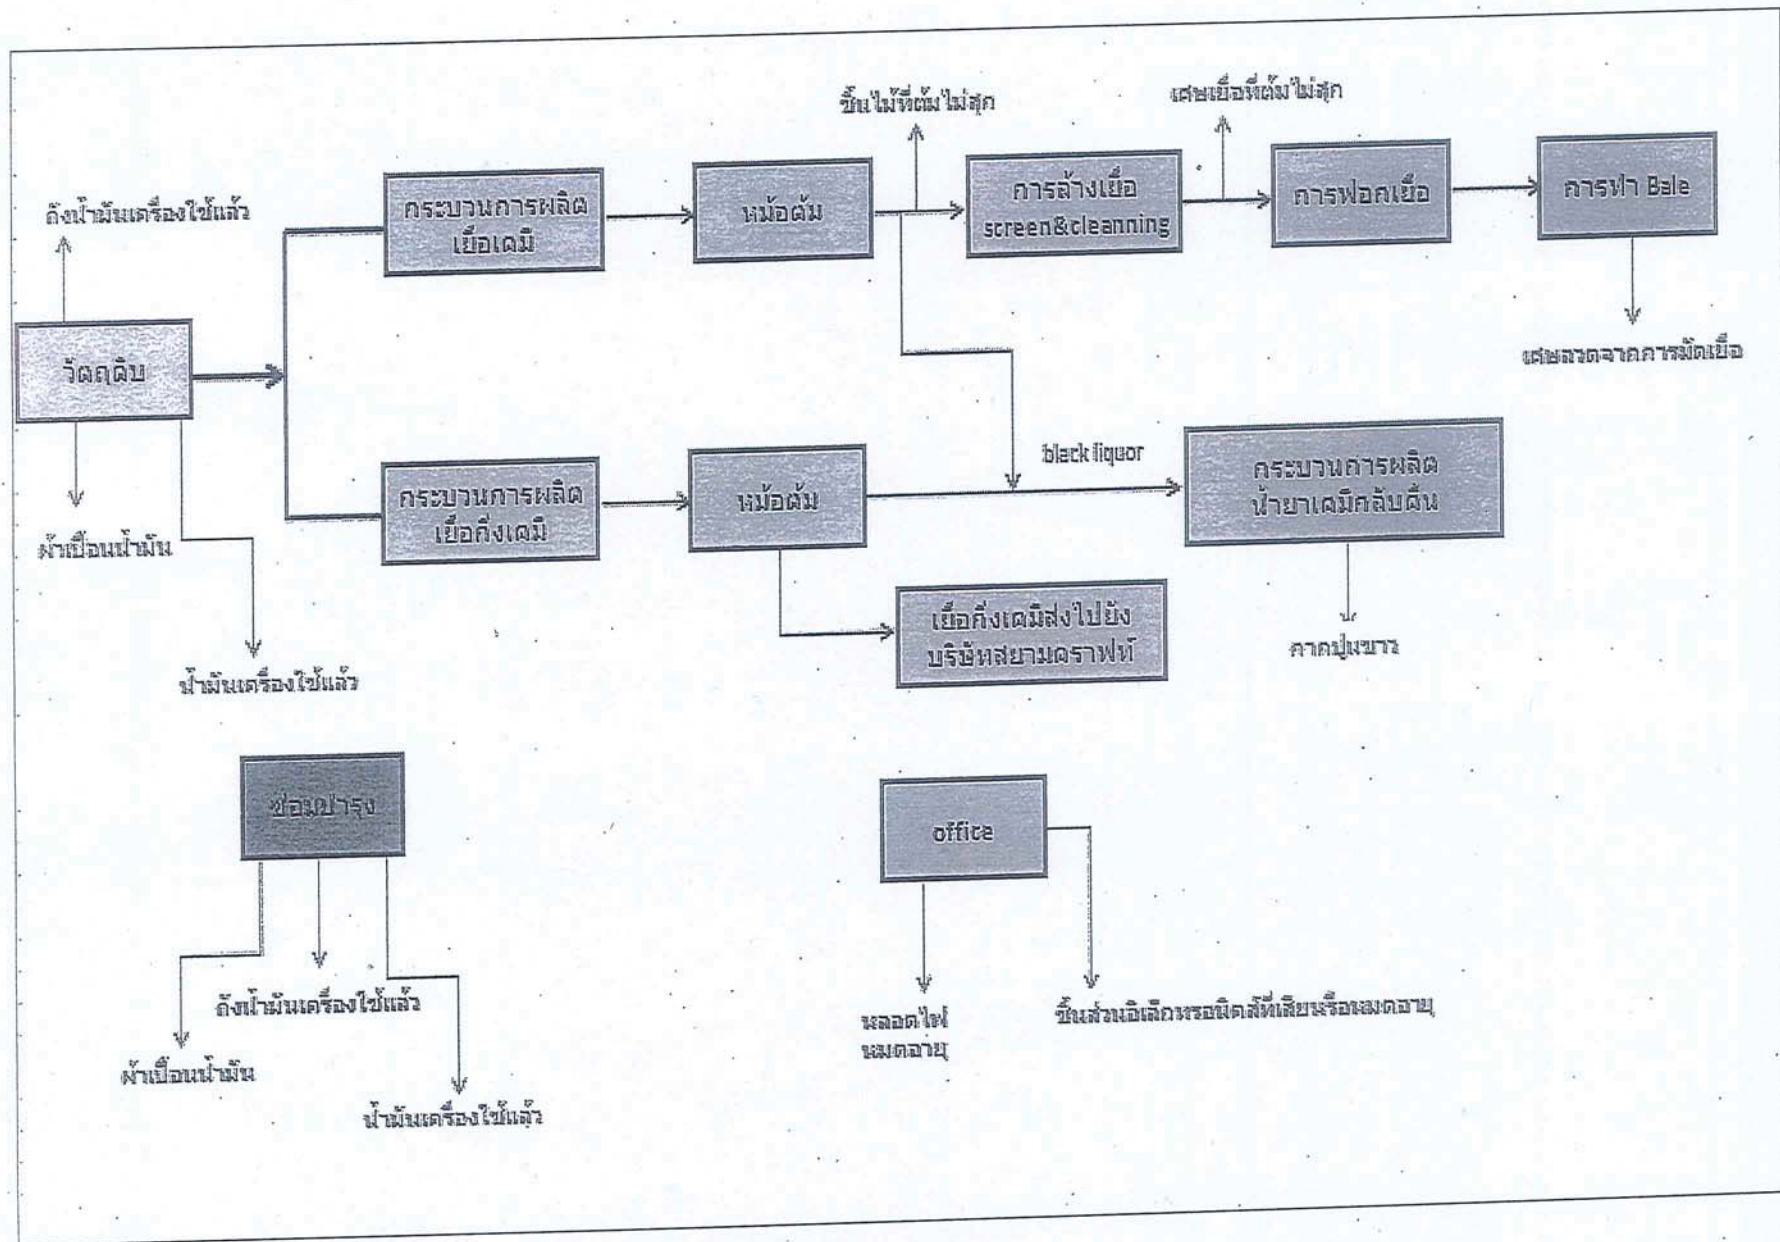 ชิ้นไม้ที่ต้มไม่สุก
เศษเยื่อที่ต้มไม่สุก
ถังน้ำมันเครื่องใช้แล้ว
กระบวนการผลิต
เยื่อเคมี
หม้อต้ม
การล้างเยื่อ
screen&cleanning
การฟอกเยื่อ
การทำ Bale
วัตถุดิบ
เศษลวดจากการมัดเยื่อ
ผ้าเปื้อนน้ำมัน
น้ำมันเครื่องใช้แล้ว
กระบวนการผลิต
เยื่อกึ่งเคมี
หม้อต้ม
black liquor
กระบวนการผลิต
น้ำยาเคมีกลับคืน
เยื่อกึ่งเคมีส่งไปยัง
บริษัทสยามคราฟท์
กากปูนขาว
ซ่อมบำรุง
ผ้าเปื้อนน้ำมัน
ถังน้ำมันเครื่องใช้แล้ว
น้ำมันเครื่องใช้แล้ว
office
หลอดไฟ
หมดอายุ
ชิ้นส่วนอิเล็กทรอนิคส์ที่เสียหรือหมดอายุ